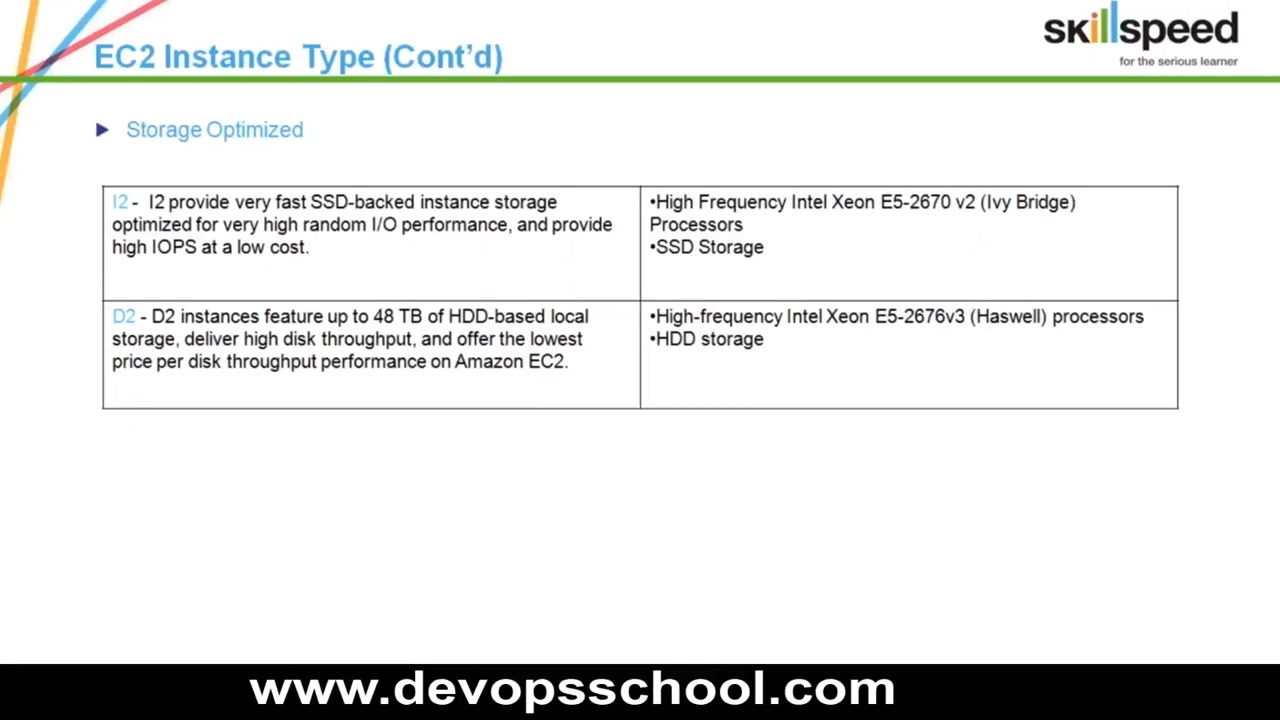 skillspeed
for the serious learner
EC2 Instance Type (Cont’d)
Storage Optimized
I2 - I2 provide very fast SSD-backed instance storage
optimized for very high random I/O performance, and provide
high IOPS at a low cost.
•High Frequency Intel Xeon E5-2670 v2 (Ivy Bridge)
Processors
•SSD Storage
D2 - D2 instances feature up to 48 TB of HDD-based local
storage, deliver high disk throughput, and offer the lowest
price per disk throughput performance on Amazon EC2.
•High-frequency Intel Xeon E5-2676v3 (Haswell) processors
•HDD storage
www.devopsschool.com